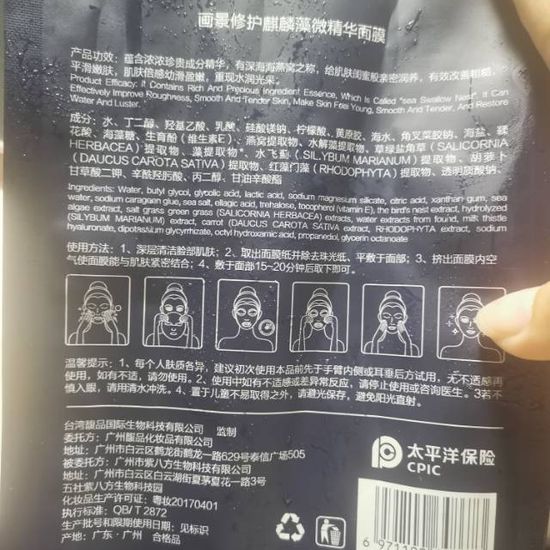 画景修护麒麟藻微精华面膜
产品功效：蕴含浓浓珍贵成分精华，有深海海燕窝之称，给肌肤润蜜般亲密润养，有效改善粗糙，
平滑嫩肤，肌肤倍感幼滑盈嫩，重现水润光采。
Product Efficacy: It Contains Rich And Precious Ingredient Essence, Which Is Called "sea Swallow Nest". It Can
Effectively Improve Roughness, Smooth And Tender Skin, Make Skin Feel Young, Smooth And Tender, And Restore
Water And Luster.
成分：水、丁二醇、羟基乙酸、乳酸、硅酸镁钠、柠檬酸、黄原胶、海水、角叉菜胶钠、海盐、鞣
花酸、海藻糖、生育酚（维生素E）、燕窝提取物、水解藻提取物、草绿盐角草（SALICORNIA
HERBACEA）提取物、藻提取物。水飞蓟（.SILYBUM MARIANUM）提取物、胡萝卜
（DAUCUS CAROTA SATIVA）提取物、红藻门藻（RHODOPHYTA）提取物、透明质酸钠、
甘草酸二钾、辛酰羟肟酸、丙二醇、甘油辛酸酯
Ingredients: Water, butyl glycol, glycolic acid, lactic acid, sodium magnesium silicate, citric acid, xanthan gum, sea
water, sodium caragean glue, sea salt, ellagic acid, trehalose, tocopherol (vitamin E), the bird's nest extract, hydrolyzed
algae extract, salt grass green grass (SALICORNIA HERBACEA) extracts, water extracts from found, milk thistle
(SILYBUM MARIANUM) extract, carrot (DAUCUS CAROTA SATIVA) extract, RHODOPHYTA extract, sodium
hyaluronate, dipotassium glycyrrhizate, octyl hydroxamic acid, propanediol, glycerin octanoate
使用方法：1、深层清洁脸部肌肤；2、取出面膜纸并除去珠光纸、平敷于面部；3、挤出面膜内空
气使面膜能与肌肤紧密结合；4、敷于面部15~20分钟后取下即可。
温馨提示：1、每个人肤质各异，建议初次使用本品前先于手臂内侧或耳垂后方试用，无不适感再
使用，如有不适，请勿使用。2、使用中如有不适感或差异常反应，请停止使用或咨询医生。3若不
慎入眼，请用清水冲洗。4、置于儿童不易取得之外，请避光保存，避免阳光直射。
台湾馥品国际生物科技有限公司 监制
委托方：广州馥品化妆品有限公司
地址：广州市白云区鹤龙街鹤龙一路629号泰信广场505
被委托方：广州市紫八方生物科技有限公司
地址：广州市白云区白云湖街夏茅夏花一路3号
五社紫八方生物科技园
化妆品生产许可证：粤妆20170401
执行标准：QB/T 2872
生产批号和限期使用日期：见标识
产地：广东·广州 合格品
太平洋保险
CPIC